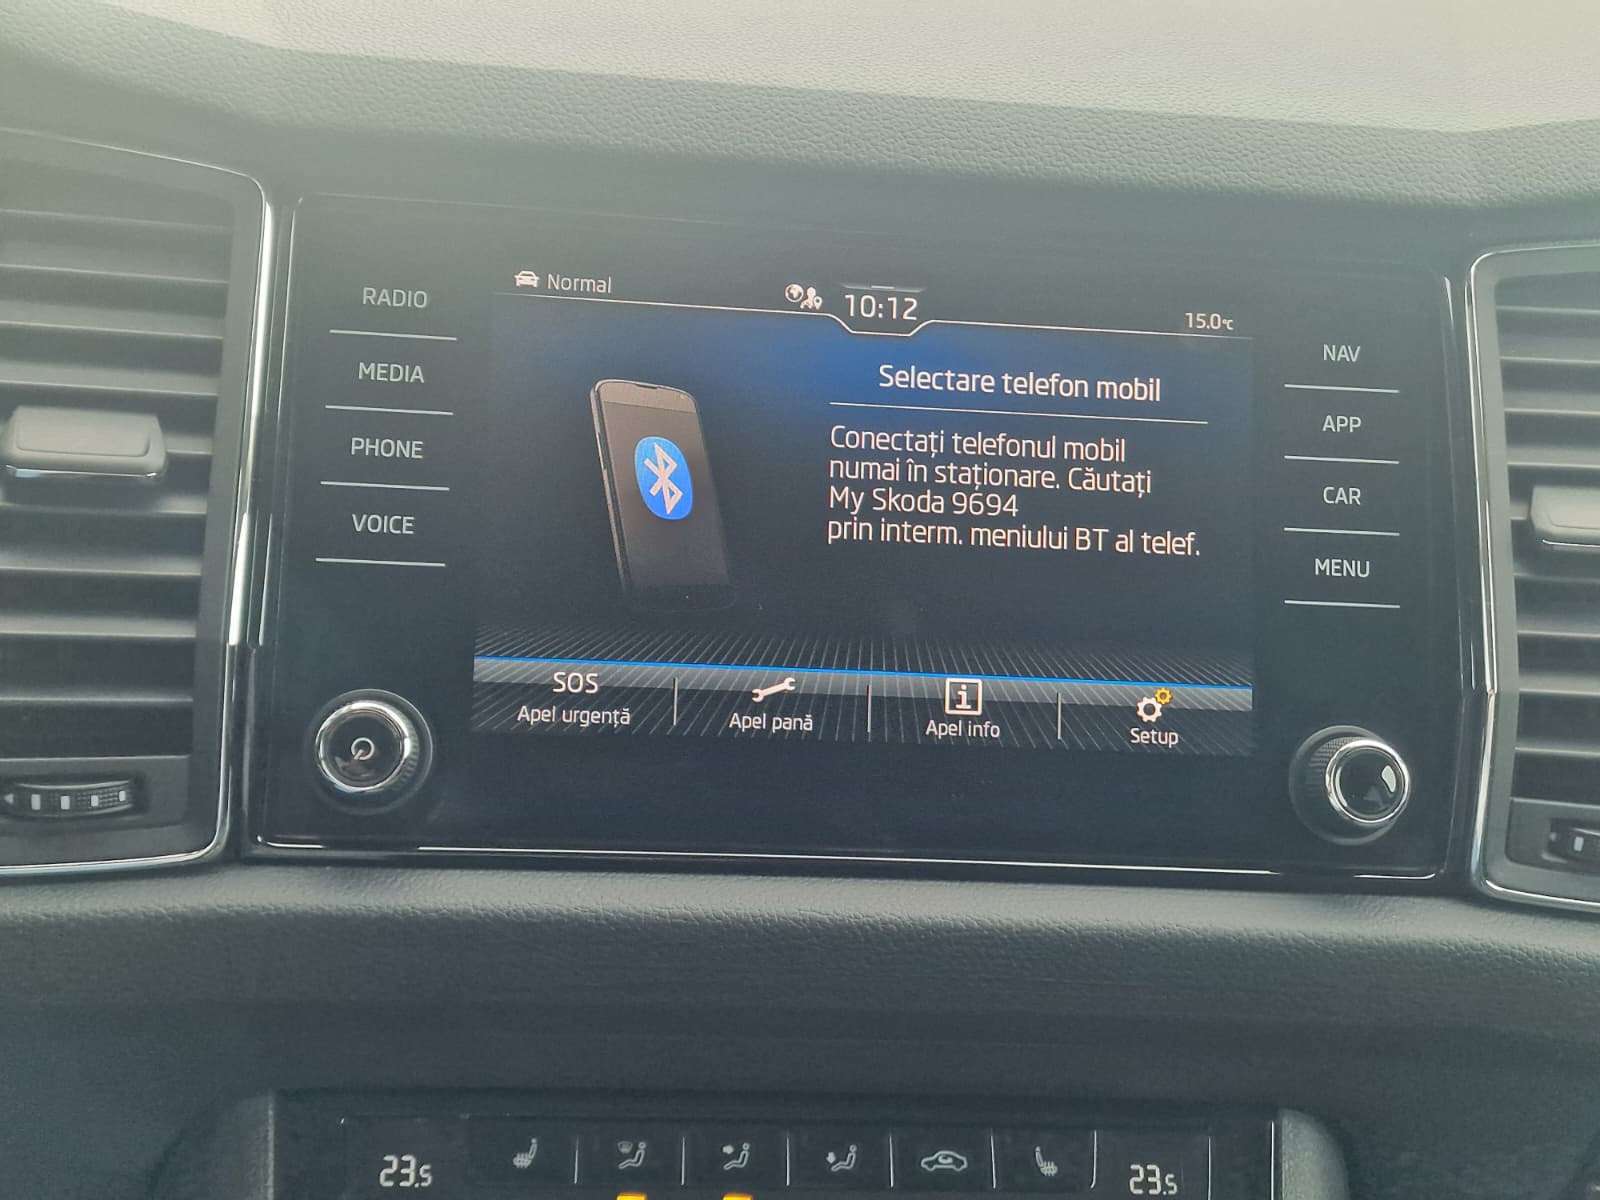 Normal
10:12
15.0°C
RADIO
MEDIA
PHONE
VOICE
Selectare telefon mobil
Conectați telefonul mobil
numai în staționare. Căutați
My Skoda 9694
prin interm. meniului BT al telef.
NAV
APP
CAR
MENU
SOS
Apel urgență
Apel pană
i
Apel info
Setup
23.5
23.5